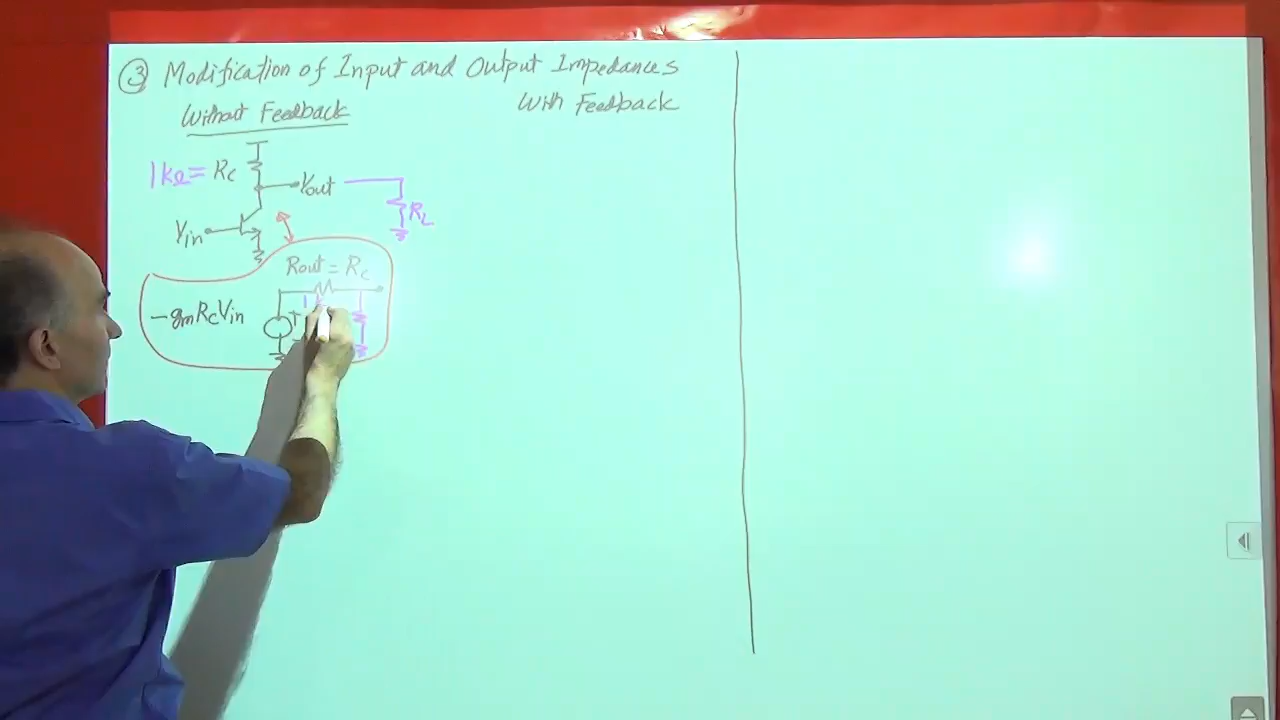 ③ Modification of Input and Output Impedances
Without Feedback
With Feedback
1kΩ = RC
Vout
RL
Vin
Rout = RC
-gmRCVin
+
-